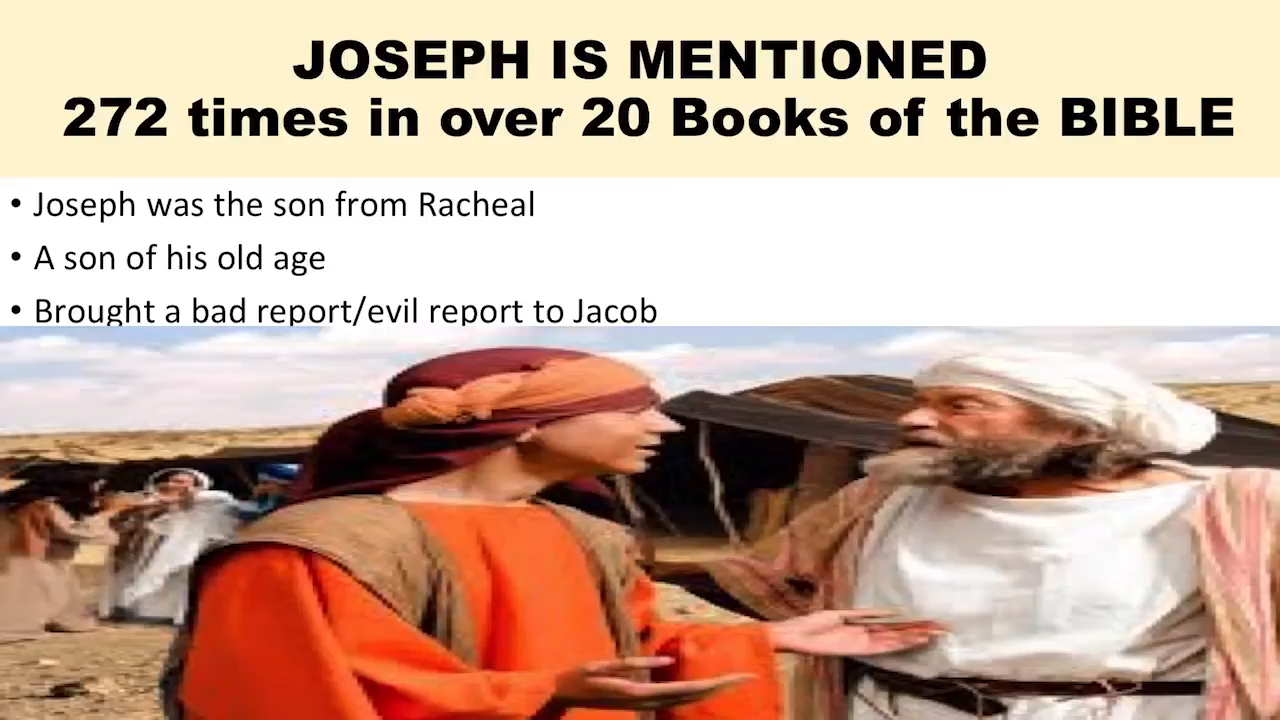 JOSEPH IS MENTIONED
272 times in over 20 Books of the BIBLE
• Joseph was the son from Racheal
• A son of his old age
• Brought a bad report/evil report to Jacob